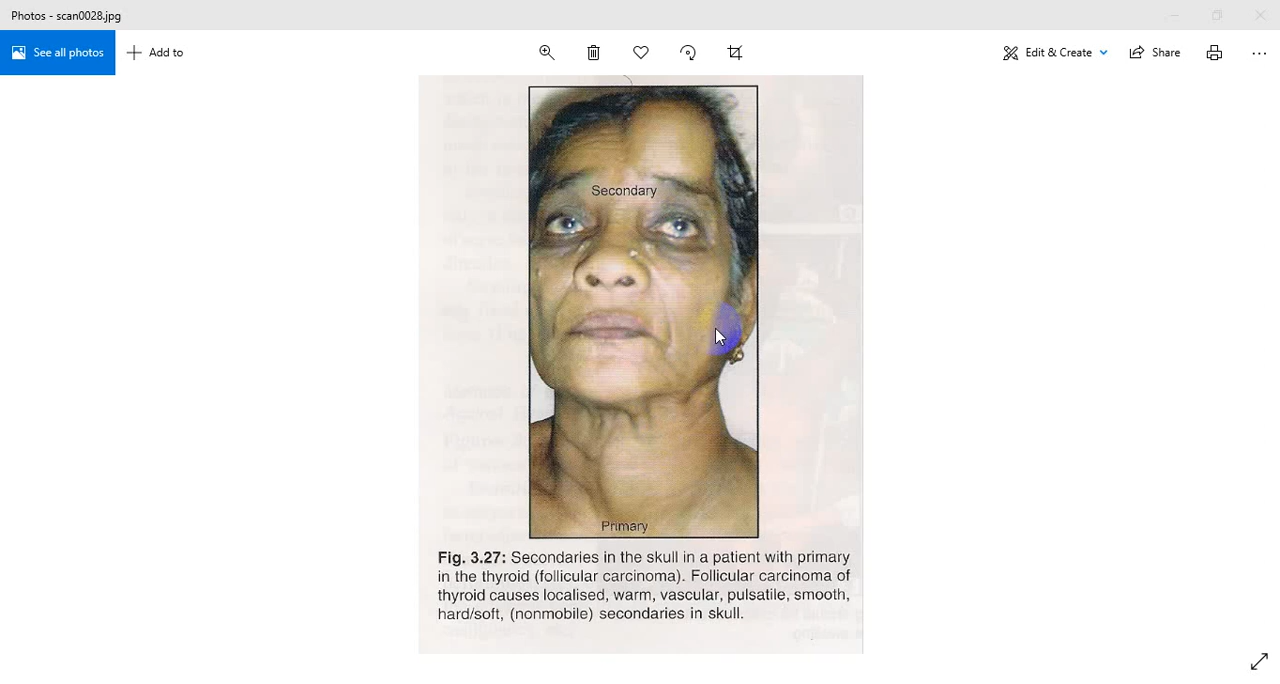 Photos - scan0028.jpg
See all photos
Add to
Edit & Create
Share
Secondary
Primary
Fig. 3.27: Secondaries in the skull in a patient with primary
in the thyroid (follicular carcinoma). Follicular carcinoma of
thyroid causes localised, warm, vascular, pulsatile, smooth,
hard/soft, (nonmobile) secondaries in skull.